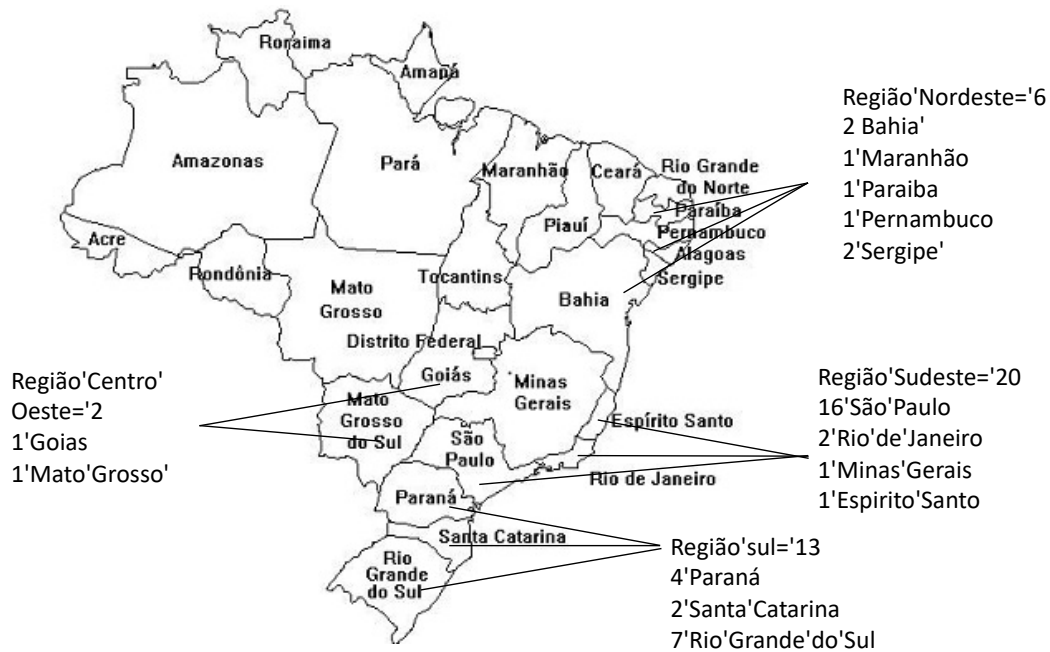 Roraima
Amapá
Amazonas
Pará
Maranhão
Ceará
Rio Grande
do Norte
Paraíba
Piauí
Pernambuco
Alagoas
Sergipe
Acre
Rondônia
Tocantins
Mato
Grosso
Bahia
Distrito Federal
Goiás
Minas
Gerais
Mato
Grosso
do Sul
Espírito Santo
São
Paulo
Rio de Janeiro
Paraná
Santa Catarina
Rio
Grande
do Sul
Região'Nordeste='6
2 Bahia'
1'Maranhão
1'Paraiba
1'Pernambuco
2'Sergipe'
Região'Centro'
Oeste='2
1'Goias
1'Mato'Grosso'
Região'Sudeste='20
16'São'Paulo
2'Rio'de'Janeiro
1'Minas'Gerais
1'Espirito'Santo
Região'sul='13
4'Paraná
2'Santa'Catarina
7'Rio'Grande'do'Sul